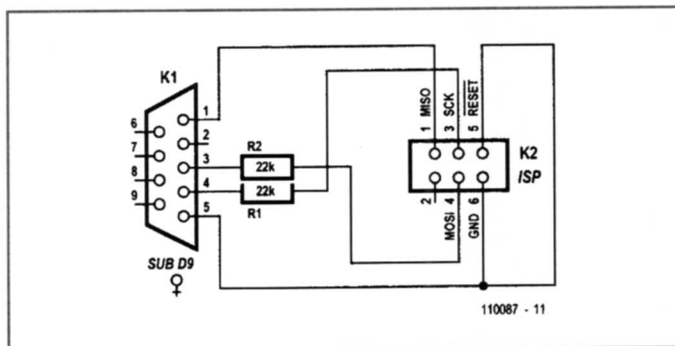 K1
1
2
3
4
5
6
7
8
9
SUB D9
R2
22k
22k
R1
1 MISO
3 SCK
5 RESET
K2
ISP
2
MOSI 4
GND 6
110087 - 11